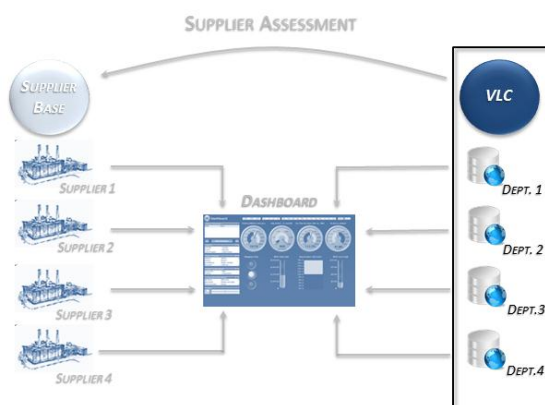 SUPPLIER ASSESSMENT
SUPPLIER
BASE
VLC
SUPPLIER 1
DEPT. 1
DASHBOARD
SUPPLIER 2
DEPT. 2
SUPPLIER 3
DEPT.3
SUPPLIER 4
DEPT.4